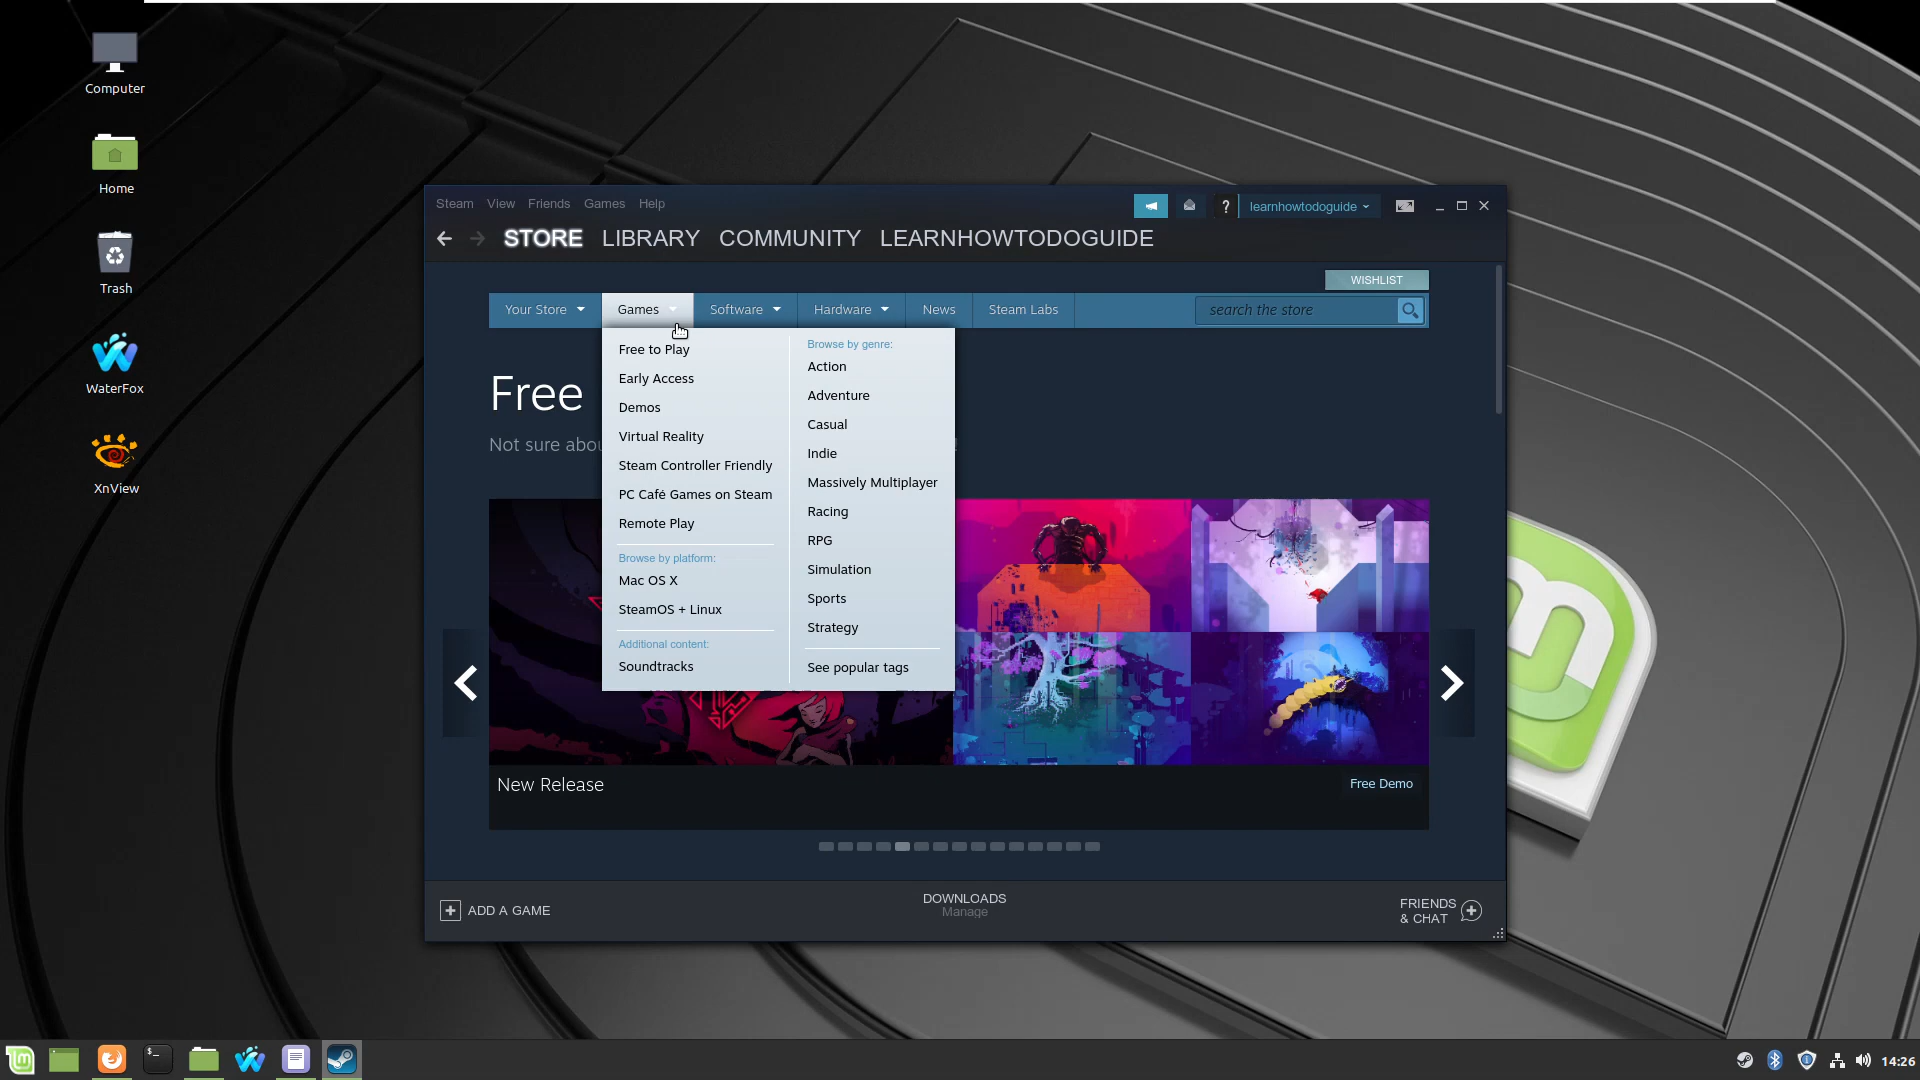 Computer
Home
Trash
WaterFox
XnView
Steam View Friends Games Help
? learnhowtodoguide
STORE LIBRARY COMMUNITY LEARNHOWTODOGUIDE
WISHLIST
Your Store Games Software Hardware News Steam Labs search the store
Free to Play
Early Access
Demos
Virtual Reality
Steam Controller Friendly
PC Café Games on Steam
Remote Play
Browse by platform:
Mac OS X
SteamOS + Linux
Additional content:
Soundtracks
Browse by genre:
Action
Adventure
Casual
Indie
Massively Multiplayer
Racing
RPG
Simulation
Sports
Strategy
See popular tags
Free
Not sure abou !
New Release Free Demo
ADD A GAME
DOWNLOADS
Manage
FRIENDS
& CHAT
14:26